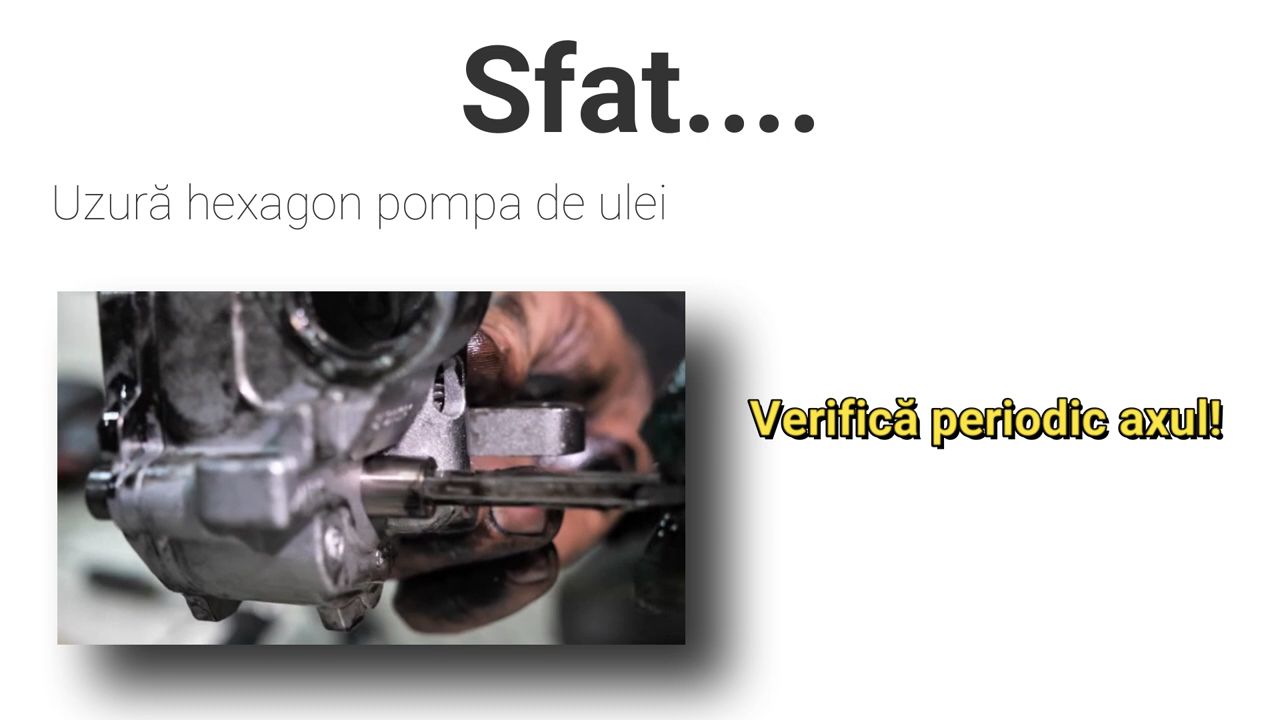 Sfat....
Uzură hexagon pompa de ulei
Verifică periodic axul!